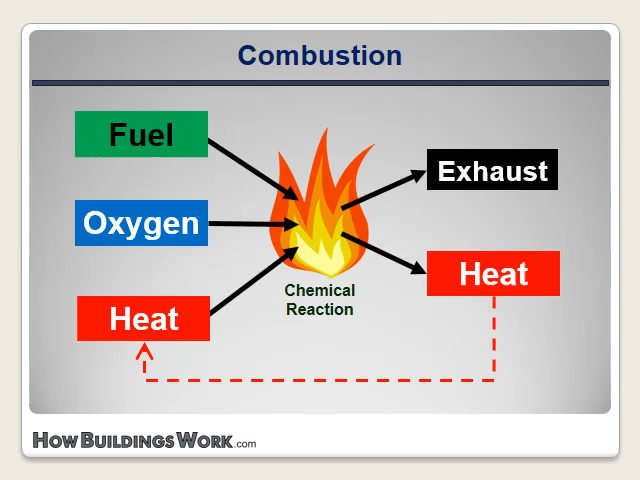 Combustion
Fuel
Oxygen
Heat
Chemical
Reaction
Exhaust
Heat
HOWBUILDINGSWORK.com